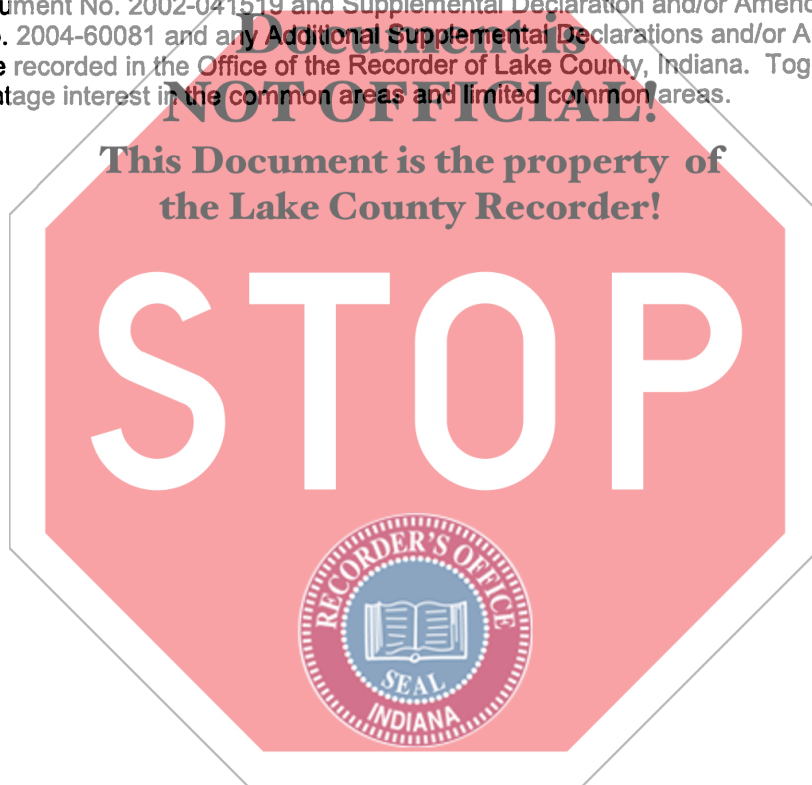 ument No. 2002-041519 and Supplemental Declaration and/or Amend
Document is
. 2004-60081 and any Additional Supplemental Declarations and/or A
e recorded in the Office of the Recorder of Lake County, Indiana. Tog
NOT OFFICIAL!
tage interest in the common areas and limited common areas.
This Document is the property of
the Lake County Recorder!
STOP
RECORDER'S OFFICE
SEAL
INDIANA